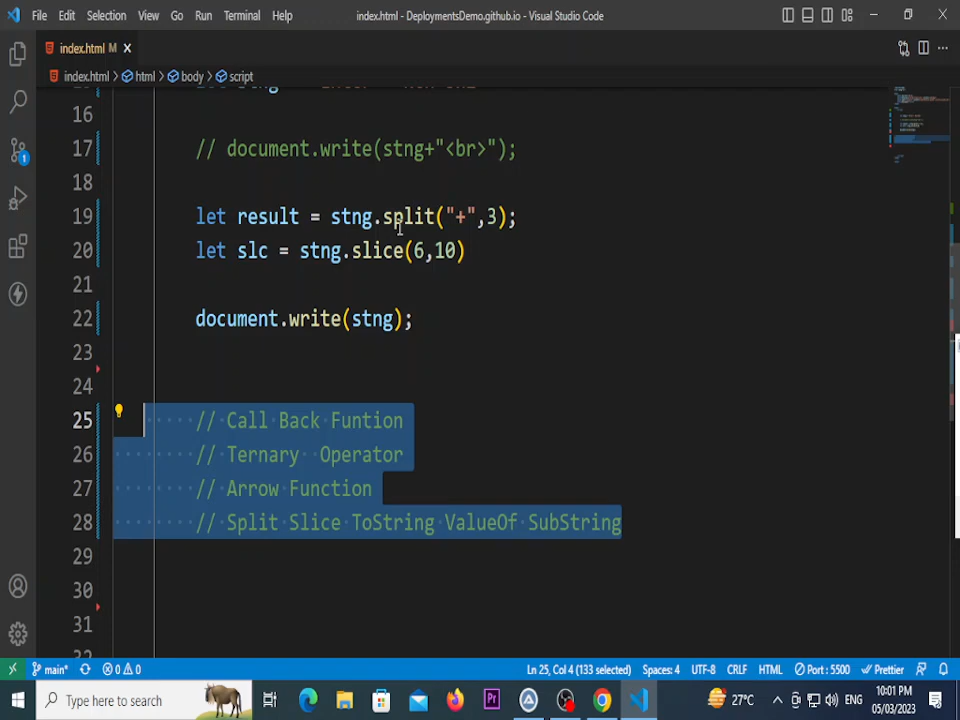 File Edit Selection View Go Run Terminal Help index.html - DeploymentsDemo.github.io - Visual Studio Code
index.html M
index.html > html > body > script
16
17 // document.write(stng+"<br>");
18
19 let result = stng.split("+",3);
20 let slc = stng.slice(6,10)
21
22 document.write(stng);
23
24
25 // Call Back Funtion
26 // Ternary Operator
27 // Arrow Function
28 // Split Slice ToString ValueOf SubString
29
30
31
1
main* 0 0 Ln 25, Col 4 (133 selected) Spaces: 4 UTF-8 CRLF HTML Port : 5500 Prettier
Type here to search Pr 27°C ENG 10:01 PM
05/03/2023